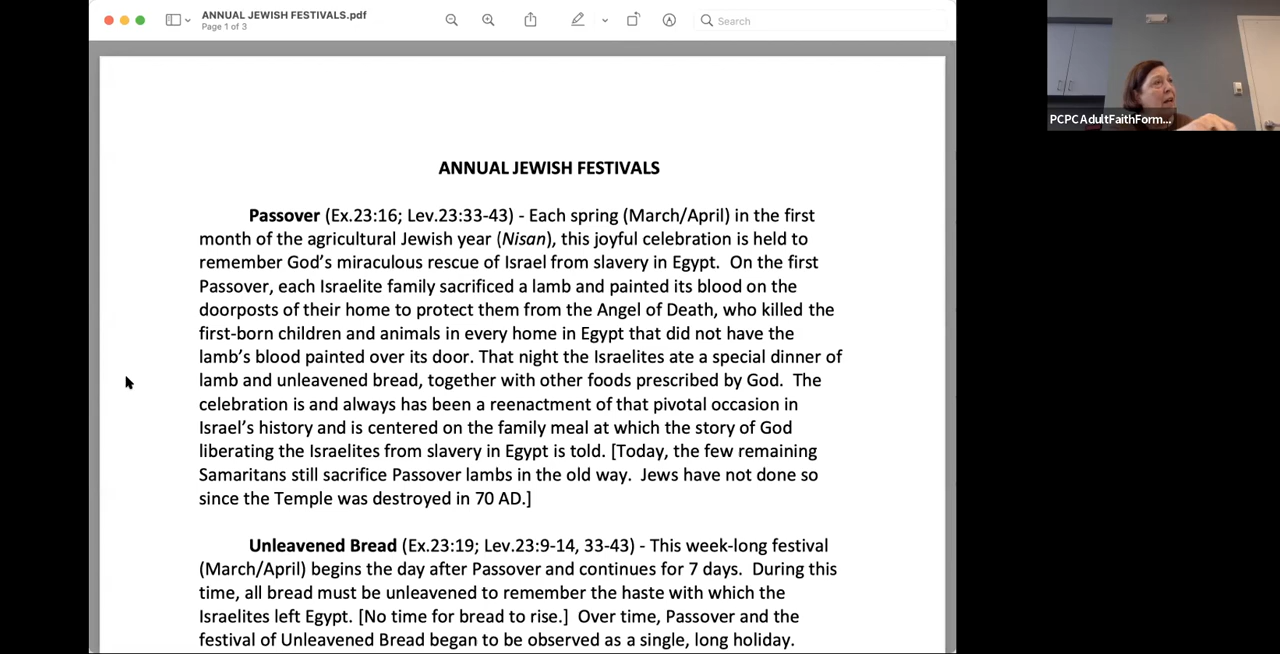 ANNUAL JEWISH FESTIVALS.pdf
Page 1 of 3
Search
PCPC AdultFaithForm...
ANNUAL JEWISH FESTIVALS
Passover (Ex.23:16; Lev.23:33-43) - Each spring (March/April) in the first
month of the agricultural Jewish year (Nisan), this joyful celebration is held to
remember God’s miraculous rescue of Israel from slavery in Egypt.  On the first
Passover, each Israelite family sacrificed a lamb and painted its blood on the
doorposts of their home to protect them from the Angel of Death, who killed the
first-born children and animals in every home in Egypt that did not have the
lamb’s blood painted over its door. That night the Israelites ate a special dinner of
lamb and unleavened bread, together with other foods prescribed by God.  The
celebration is and always has been a reenactment of that pivotal occasion in
Israel’s history and is centered on the family meal at which the story of God
liberating the Israelites from slavery in Egypt is told. [Today, the few remaining
Samaritans still sacrifice Passover lambs in the old way.  Jews have not done so
since the Temple was destroyed in 70 AD.]
Unleavened Bread (Ex.23:19; Lev.23:9-14, 33-43) - This week-long festival
(March/April) begins the day after Passover and continues for 7 days.  During this
time, all bread must be unleavened to remember the haste with which the
Israelites left Egypt. [No time for bread to rise.]  Over time, Passover and the
festival of Unleavened Bread began to be observed as a single, long holiday.